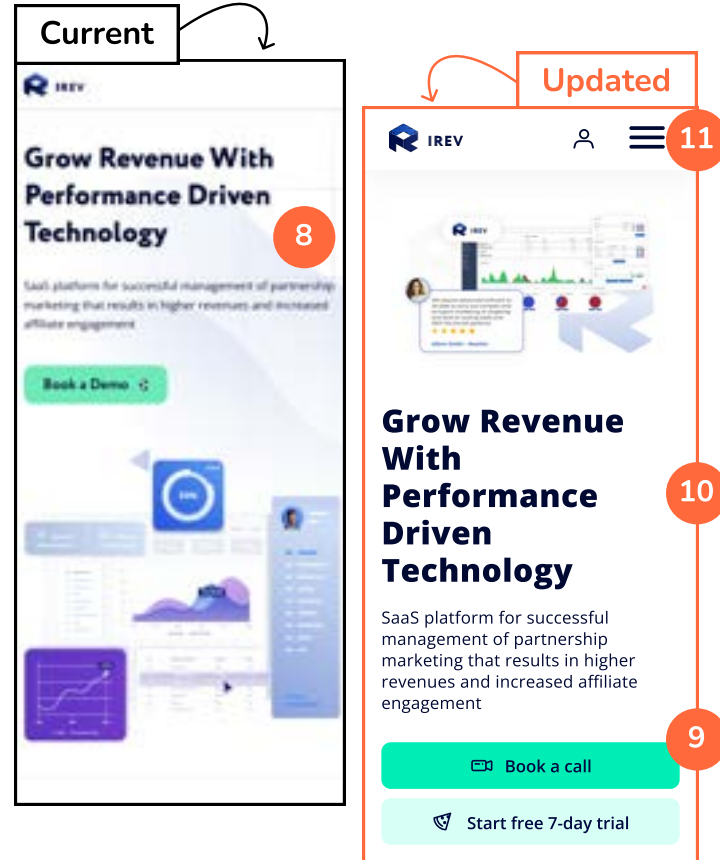 Current
IREV
Grow Revenue With
Performance Driven
Technology
8
SaaS platform for successful management of partnership
marketing that results in higher revenues and increased
affiliate engagement
Book a Demo
Updated
IREV
11
IREV
Grow Revenue
With
Performance
Driven
Technology
10
SaaS platform for successful
management of partnership
marketing that results in higher
revenues and increased affiliate
engagement
9
Book a call
Start free 7-day trial